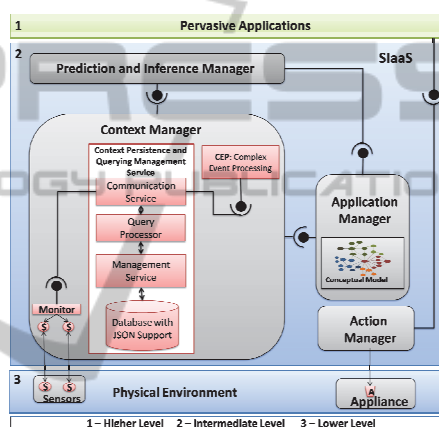 1 Pervasive Applications
2
SIaaS
Prediction and Inference Manager
Context Manager
Context Persistence and
Querying Management
Service
Communication
Service
Query
Processor
Management
Service
Database with
JSON Support
CEP: Complex
Event Processing
Monitor
S S
Application
Manager
Conceptual Model
Action
Manager
3 Physical Environment
S S
Sensors
A
Appliance
1 – Higher Level 2 – Intermediate Level 3 – Lower Level